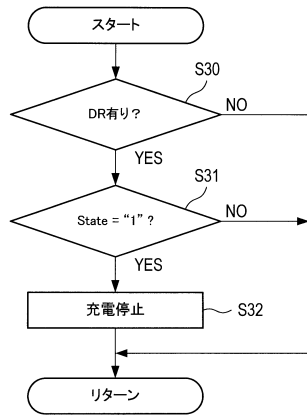 スタート
S30
DR有り?
NO
YES
S31
State = “1” ?
NO
YES
充電停止
S32
リターン